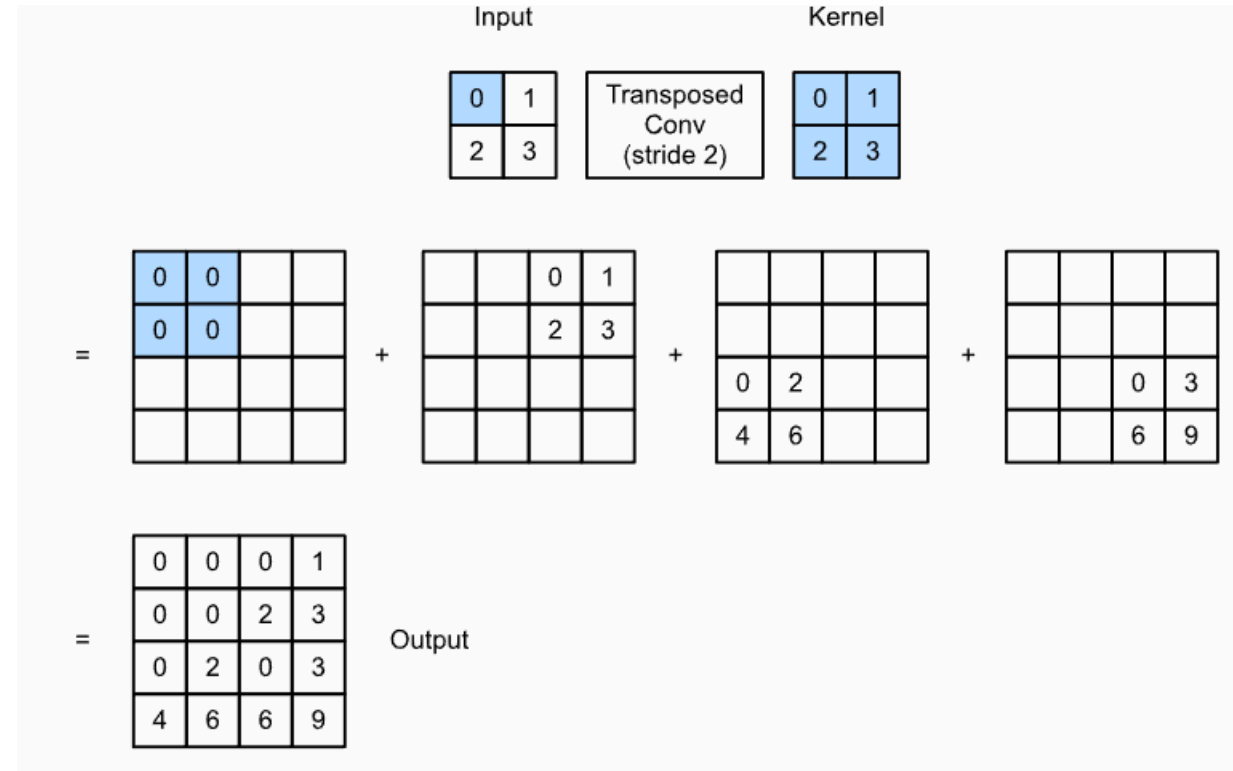 Input Kernel
0 1 Transposed 0 1
Conv
2 3 (stride 2) 2 3
0 0 0 1
0 0 2 3
= + + +
0 2 0 3
4 6 6 9
0 0 0 1
0 0 2 3
= Output
0 2 0 3
4 6 6 9